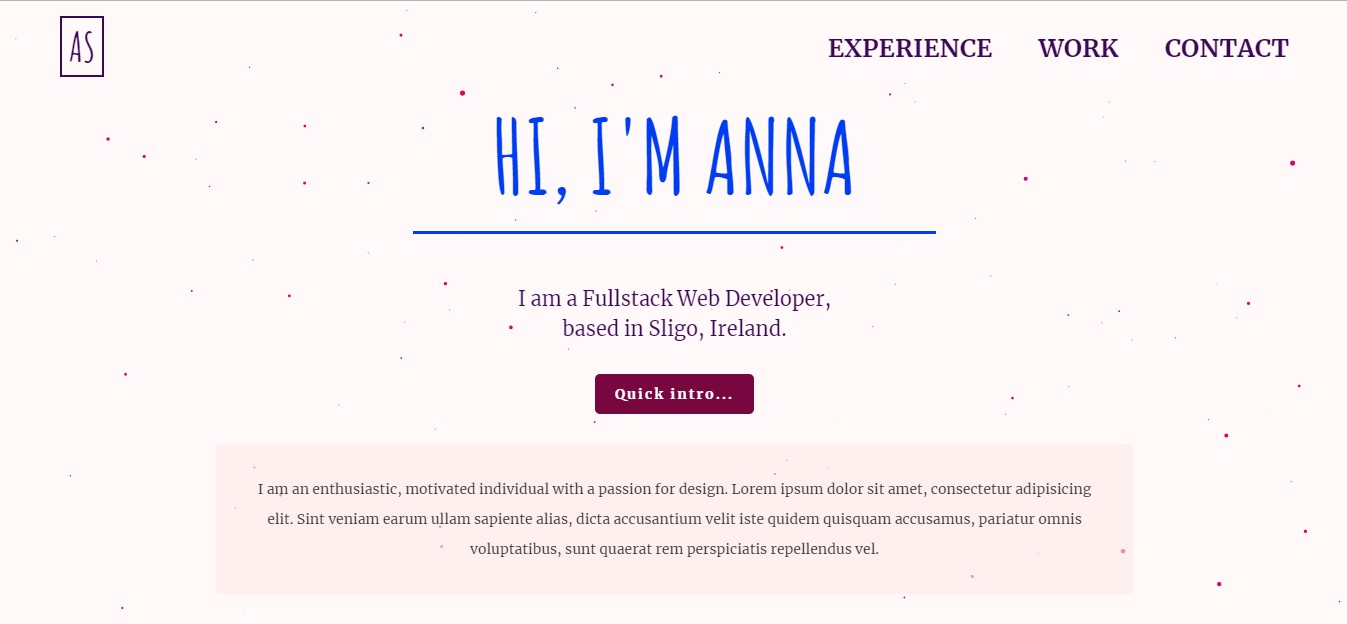 AS
EXPERIENCE WORK CONTACT
HI, I'M ANNA
I am a Fullstack Web Developer,
based in Sligo, Ireland.
Quick intro...
I am an enthusiastic, motivated individual with a passion for design. Lorem ipsum dolor sit amet, consectetur adipisicing
elit. Sint veniam earum ullam sapiente alias, dicta accusantium velit iste quidem quisquam accusamus, pariatur omnis
voluptatibus, sunt quaerat rem perspiciatis repellendus vel.